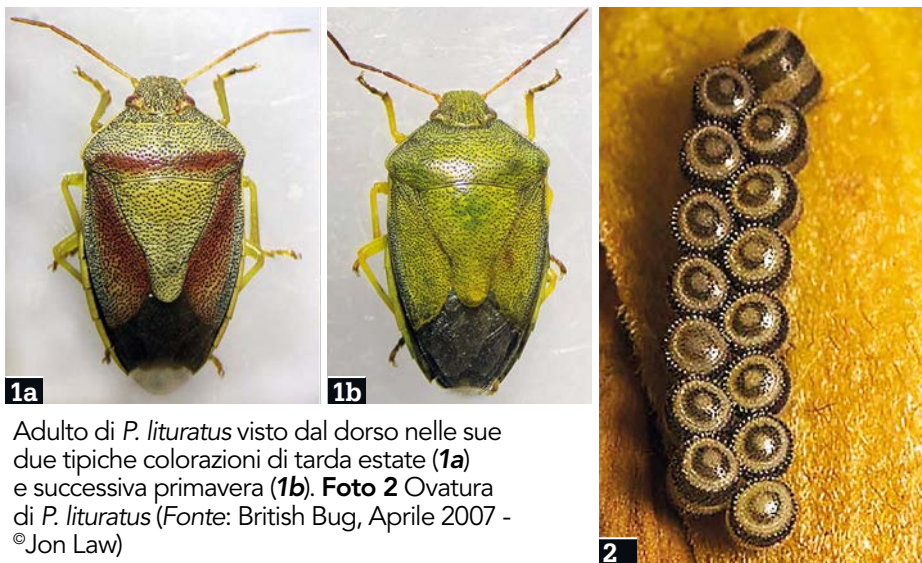 1a
1b
Adulto di P. lituratus visto dal dorso nelle sue
due tipiche colorazioni di tarda estate (1a)
e successiva primavera (1b). Foto 2 Ovatura
di P. lituratus (Fonte: British Bug, Aprile 2007 -
©Jon Law)
2